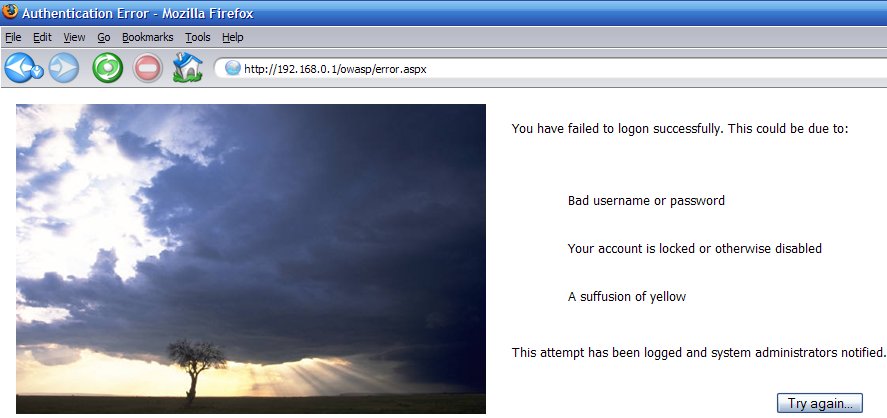 Authentication Error - Mozilla Firefox
File Edit View Go Bookmarks Tools Help
http://192.168.0.1/owasp/error.aspx
You have failed to logon successfully. This could be due to:
Bad username or password
Your account is locked or otherwise disabled
A suffusion of yellow
This attempt has been logged and system administrators notified.
Try again...